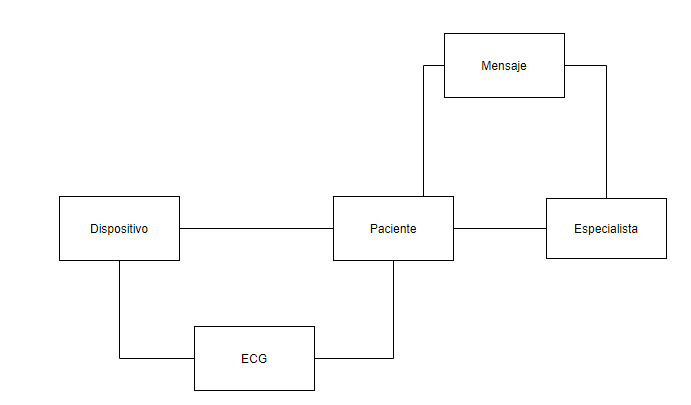 Mensaje
Dispositivo
Paciente
Especialista
ECG